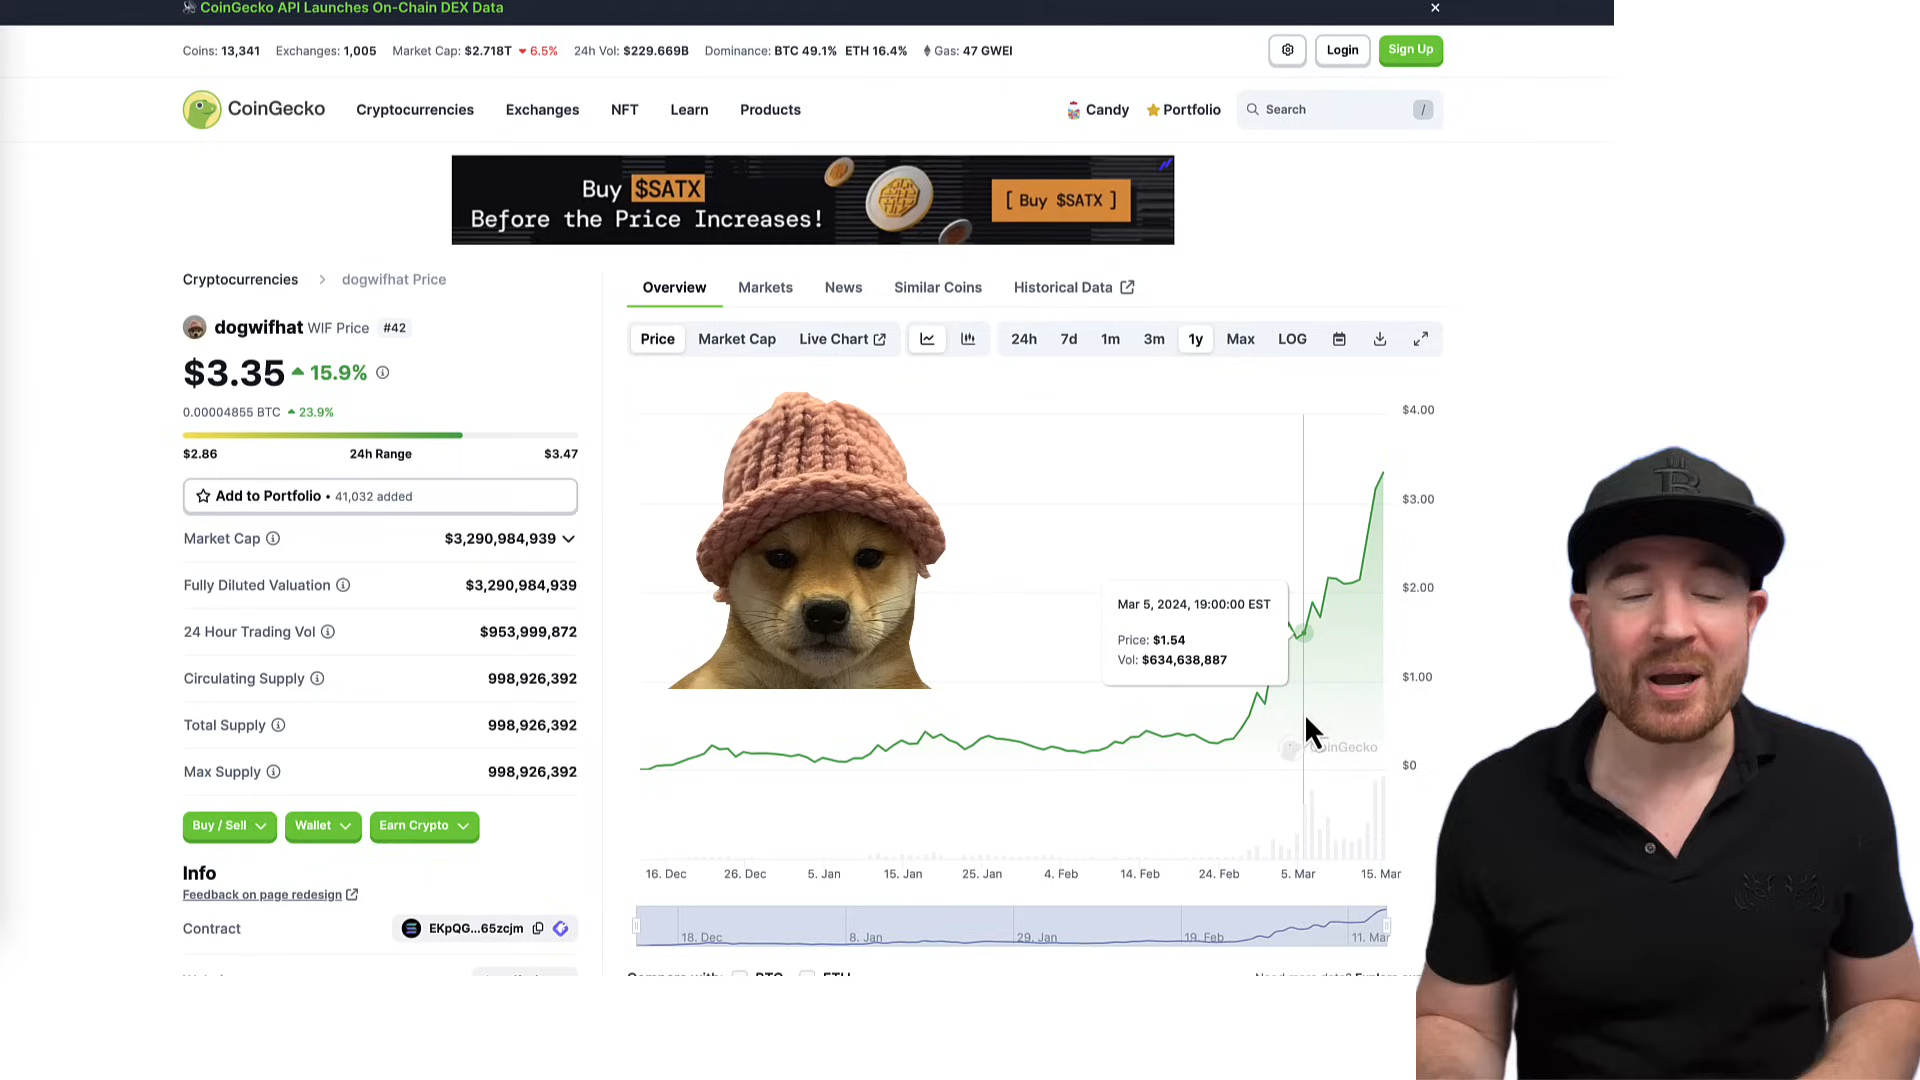 CoinGecko API Launches On-Chain DEX Data
Coins: 13,341 Exchanges: 1,005 Market Cap: $2.718T 6.5% 24h Vol: $229.669B Dominance: BTC 49.1% ETH 16.4% Gas: 47 GWEI
Login
Sign Up
CoinGecko
Cryptocurrencies Exchanges NFT Learn Products
Candy Portfolio
Search /
Buy $SATX
Before the Price Increases!
[ Buy $SATX ]
Cryptocurrencies > dogwifhat Price
dogwifhat WIF Price #42
$3.35 15.9%
0.00004855 BTC 23.9%
$2.86 24h Range $3.47
Add to Portfolio • 41,032 added
Market Cap $3,290,984,939
Fully Diluted Valuation $3,290,984,939
24 Hour Trading Vol $953,999,872
Circulating Supply 998,926,392
Total Supply 998,926,392
Max Supply 998,926,392
Buy / Sell Wallet Earn Crypto
Info
Feedback on page redesign
Contract EKpQG...65zcjm
Overview Markets News Similar Coins Historical Data
Price Market Cap Live Chart 24h 7d 1m 3m 1y Max LOG
$4.00
$3.00
$2.00
$1.00
$0
Mar 5, 2024, 19:00:00 EST
Price: $1.54
Vol: $634,638,887
CoinGecko
16. Dec 26. Dec 5. Jan 15. Jan 25. Jan 4. Feb 14. Feb 24. Feb 5. Mar 15. Mar
18. Dec 8. Jan 29. Jan 19. Feb 11. Mar